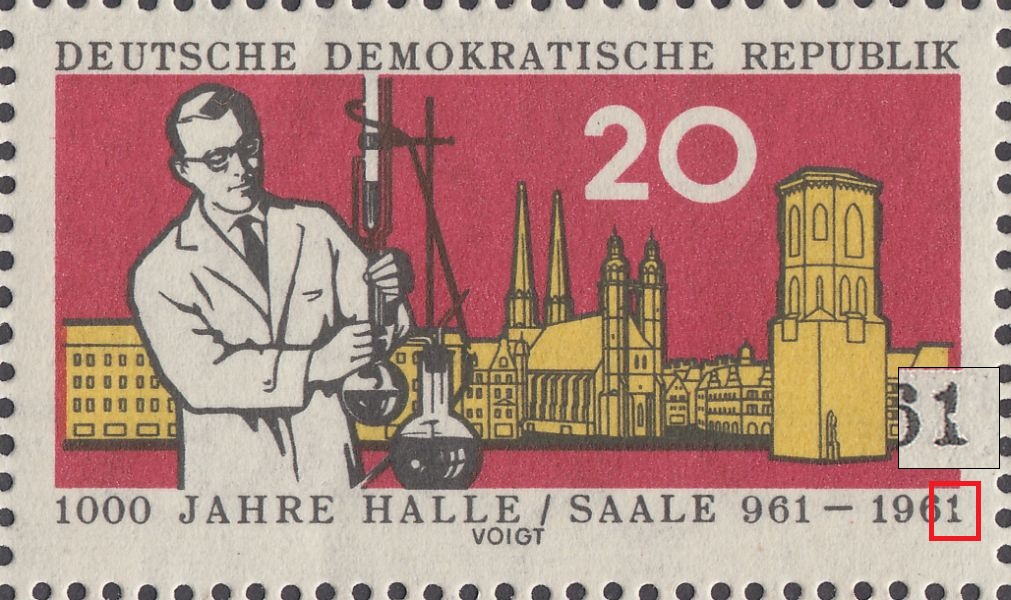 DEUTSCHE DEMOKRATISCHE REPUBLIK
20
61
1000 JAHRE HALLE / SAALE 961 — 1961
VOIGT